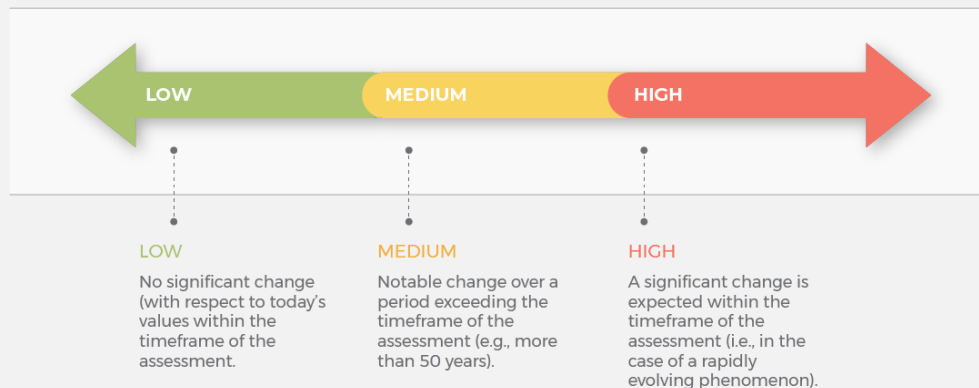 LOW
MEDIUM
HIGH
LOW
No significant change
(with respect to today's
values within the
timeframe of the
assessment.
MEDIUM
Notable change over a
period exceeding the
timeframe of the
assessment (e.g., more
than 50 years).
HIGH
A significant change is
expected within the
timeframe of the
assessment (i.e., in the
case of a rapidly
evolving phenomenon).